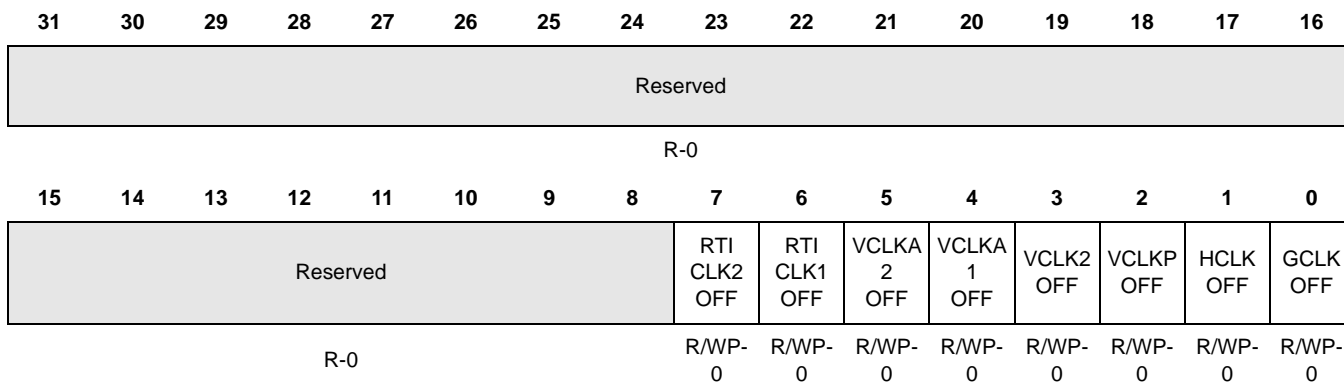 31 30 29 28 27 26 25 24 23 22 21 20 19 18 17 16
Reserved
R-0
15 14 13 12 11 10 9 8 7 6 5 4 3 2 1 0
Reserved
RTI CLK2 OFF
RTI CLK1 OFF
VCLKA 2 OFF
VCLKA 1 OFF
VCLK2 OFF
VCLKP OFF
HCLK OFF
GCLK OFF
R-0
R/WP- R/WP- R/WP- R/WP- R/WP- R/WP- R/WP- R/WP-
0 0 0 0 0 0 0 0